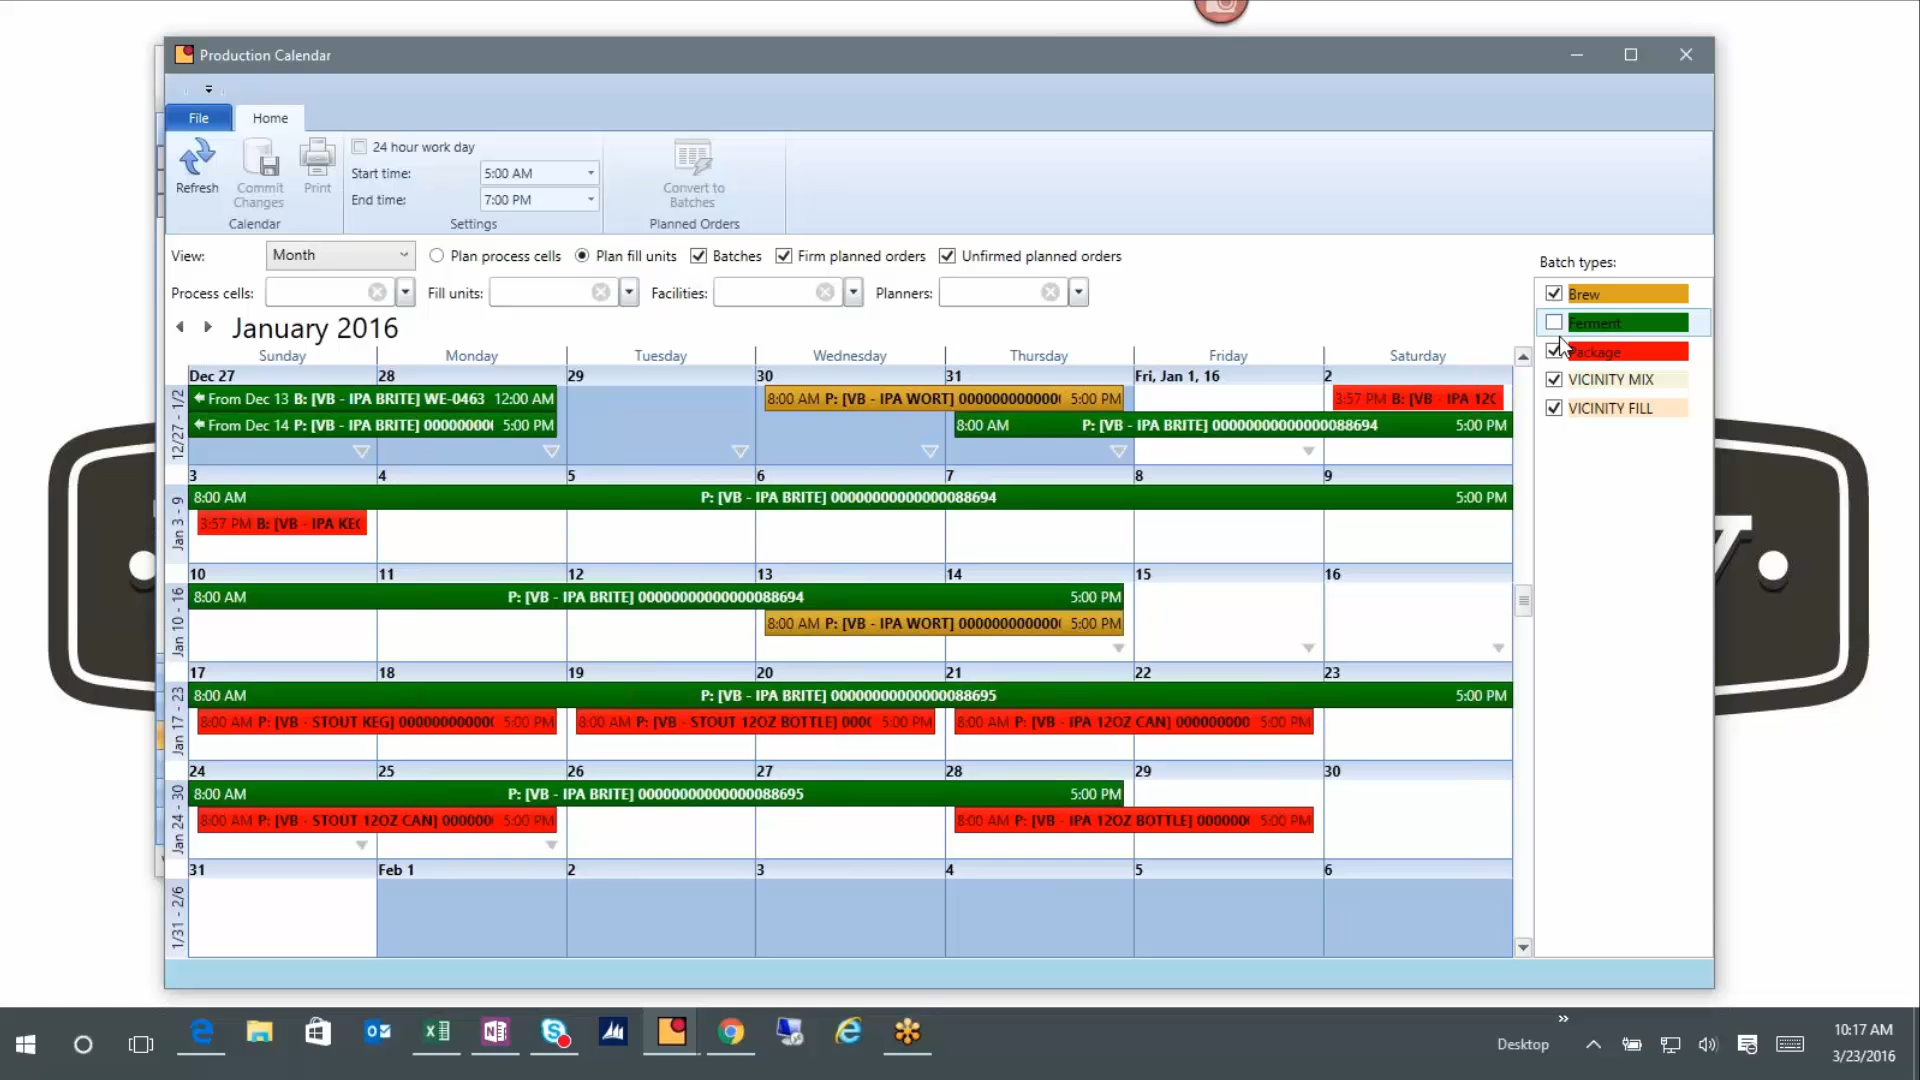 Production Calendar
File Home
Refresh
Commit Changes
Print
Calendar
24 hour work day
Start time: 5:00 AM
End time: 7:00 PM
Settings
Convert to Batches
Planned Orders
View: Month Plan process cells Plan fill units Batches Firm planned orders Unfirmed planned orders
Process cells: Fill units: Facilities: Planners:
Batch types:
Brew
Ferment
Package
VICINITY MIX
VICINITY FILL
January 2016
Sunday Monday Tuesday Wednesday Thursday Friday Saturday
12/27 - 1/2
Dec 27 28 29 30 31 Fri, Jan 1, 16 2
From Dec 13 B: [VB - IPA BRITE] WE-0463 12:00 AM
8:00 AM P: [VB - IPA WORT] 000000000000 5:00 PM
3:57 PM B: [VB - IPA 12
From Dec 14 P: [VB - IPA BRITE] 0000000 5:00 PM
8:00 AM P: [VB - IPA BRITE] 00000000000000088694 5:00 PM
Jan 3 - 9
3 4 5 6 7 8 9
8:00 AM P: [VB - IPA BRITE] 00000000000000088694 5:00 PM
3:57 PM B: [VB - IPA KE
Jan 10 - 16
10 11 12 13 14 15 16
8:00 AM P: [VB - IPA BRITE] 00000000000000088694 5:00 PM
8:00 AM P: [VB - IPA WORT] 000000000000 5:00 PM
Jan 17 - 23
17 18 19 20 21 22 23
8:00 AM P: [VB - IPA BRITE] 00000000000000088695 5:00 PM
8:00 AM P: [VB - STOUT KEG] 000000000000 5:00 PM
8:00 AM P: [VB - STOUT 12OZ BOTTLE] 000 5:00 PM
8:00 AM P: [VB - IPA 12OZ CAN] 000000000 5:00 PM
Jan 24 - 30
24 25 26 27 28 29 30
8:00 AM P: [VB - IPA BRITE] 00000000000000088695 5:00 PM
8:00 AM P: [VB - STOUT 12OZ CAN] 000000 5:00 PM
8:00 AM P: [VB - IPA 12OZ BOTTLE] 000000 5:00 PM
1/31 - 2/6
31 Feb 1 2 3 4 5 6
Desktop
10:17 AM
3/23/2016